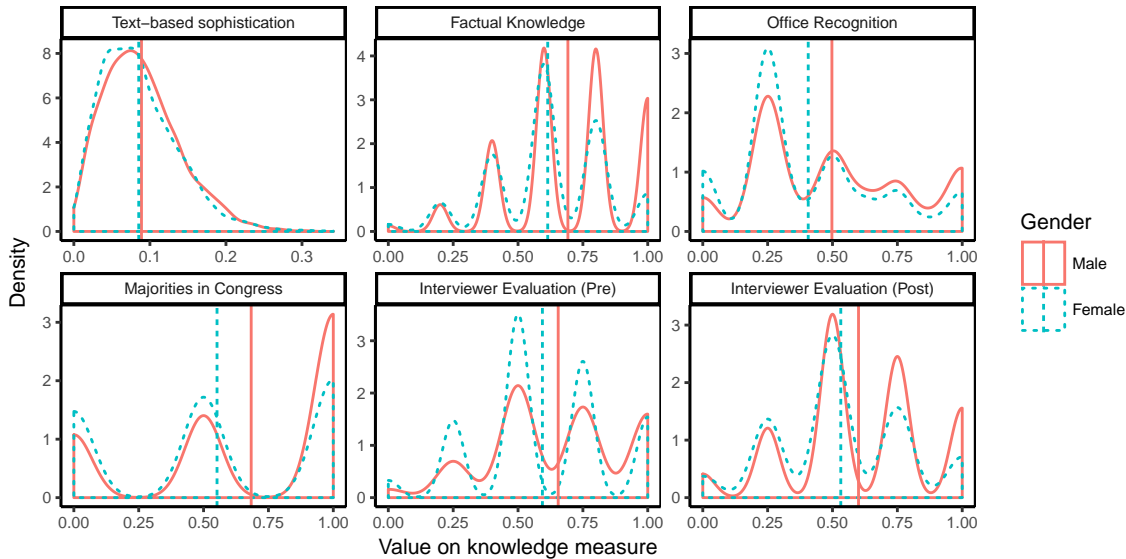 Text−based sophistication
Factual Knowledge
Office Recognition
8
6
4
2
0
0.0 0.1 0.2 0.3
4
3
2
1
0
0.00 0.25 0.50 0.75 1.00
3
2
1
0
0.00 0.25 0.50 0.75 1.00
Majorities in Congress
Interviewer Evaluation (Pre)
Interviewer Evaluation (Post)
3
2
1
0
0.00 0.25 0.50 0.75 1.00
3
2
1
0
0.00 0.25 0.50 0.75 1.00
3
2
1
0
0.00 0.25 0.50 0.75 1.00
Density
Value on knowledge measure
Gender
Male
Female